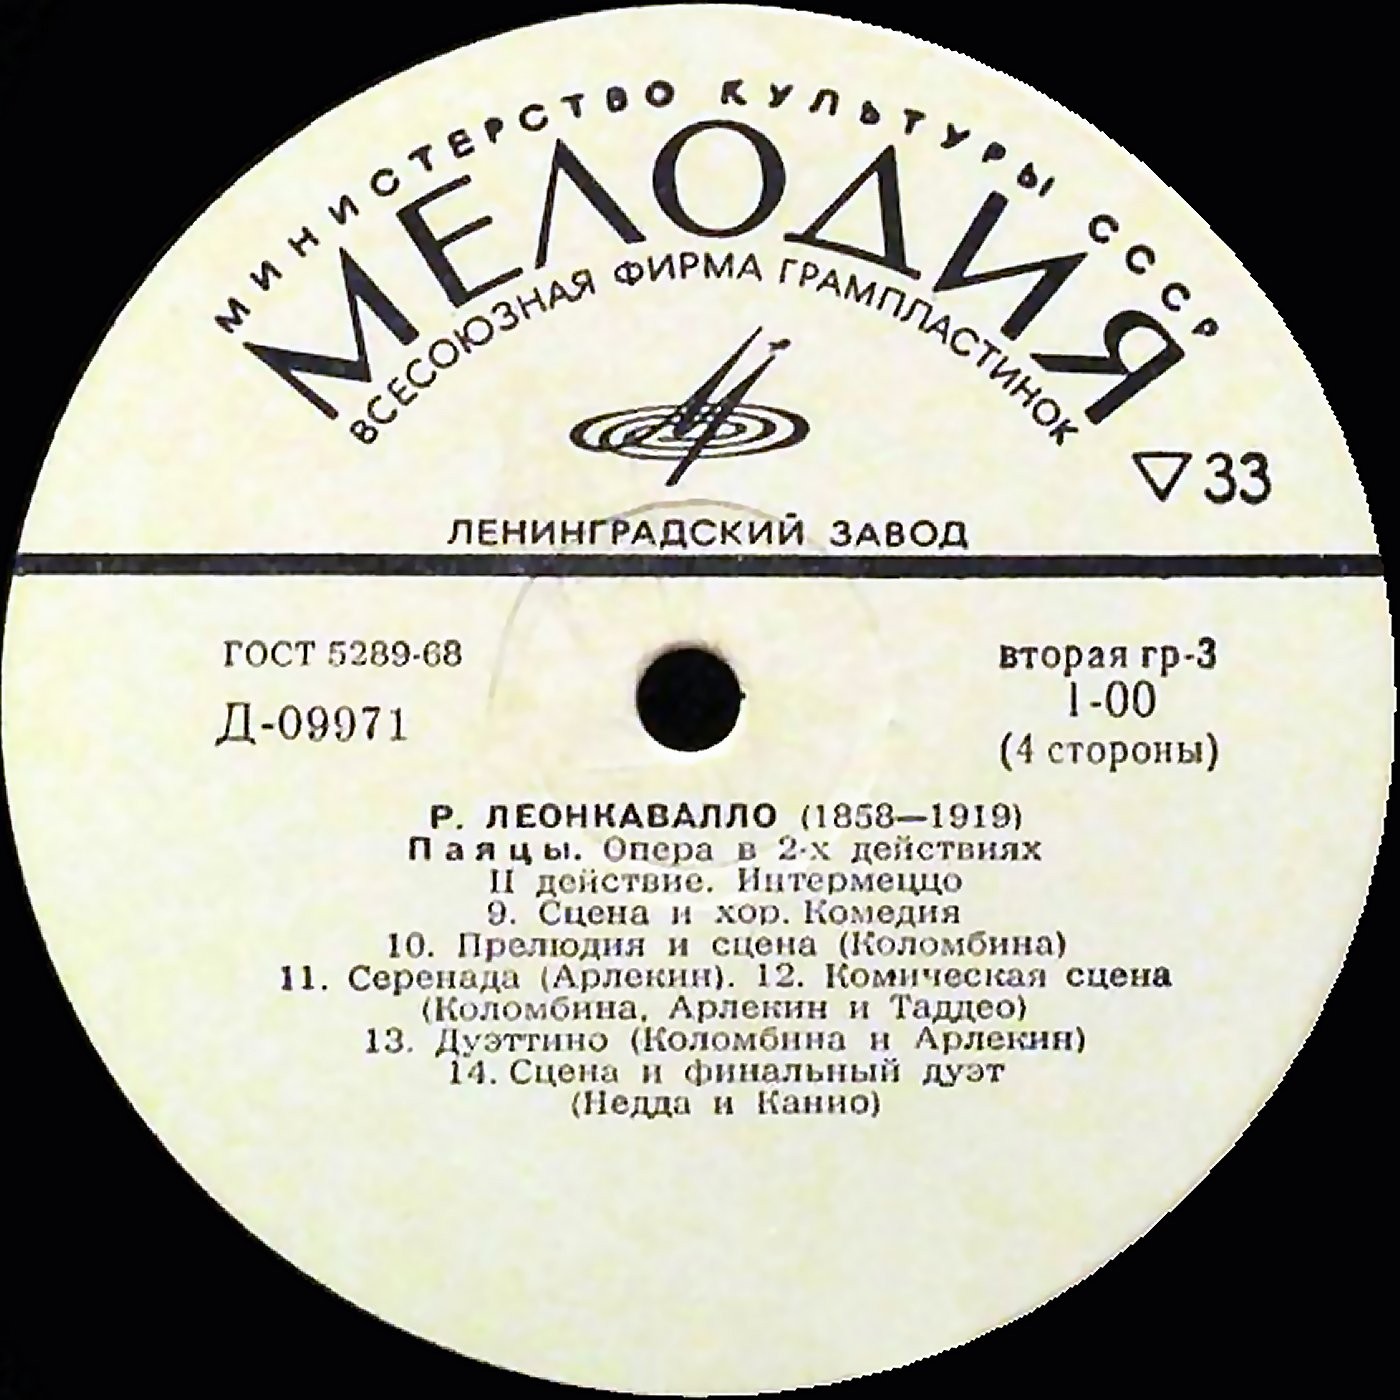 МИНИСТЕРСТВО КУЛЬТУРЫ СССР
МЕЛОДИЯ
ВСЕСОЮЗНАЯ ФИРМА ГРАМПЛАСТИНОК
▽33
ЛЕНИНГРАДСКИЙ ЗАВОД
ГОСТ 5289-68
вторая гр-3
Д-09971
1-00
(4 стороны)
Р. ЛЕОНКАВАЛЛО (1858—1919)
Паяцы. Опера в 2-х действиях
II действие. Интермеццо
9. Сцена и хор. Комедия
10. Прелюдия и сцена (Коломбина)
11. Серенада (Арлекин). 12. Комическая сцена
(Коломбина, Арлекин и Таддео)
13. Дуэттино (Коломбина и Арлекин)
14. Сцена и финальный дуэт
(Недда и Канио)